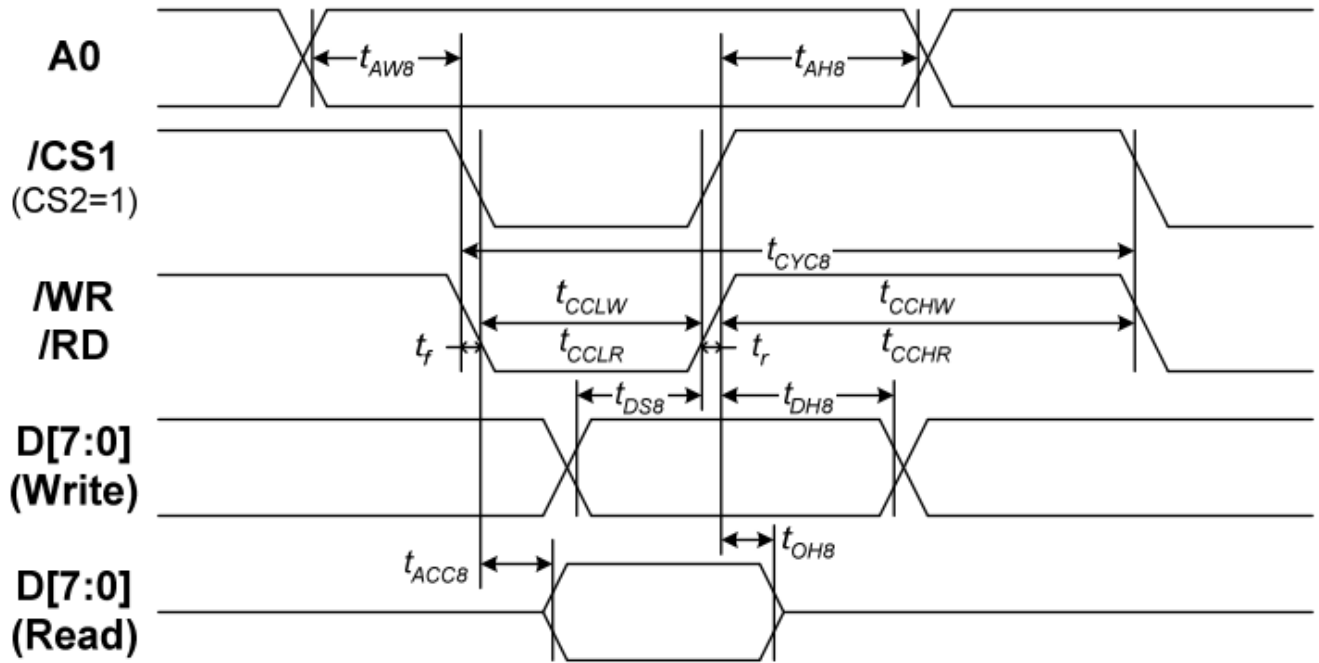 A0
t_AW8
t_AH8
/CS1
(CS2=1)
t_CYC8
/WR
/RD
t_CCLW
t_CCHW
t_f
t_CCLR
t_r
t_CCHR
t_DS8
t_DH8
D[7:0]
(Write)
t_OH8
t_ACC8
D[7:0]
(Read)